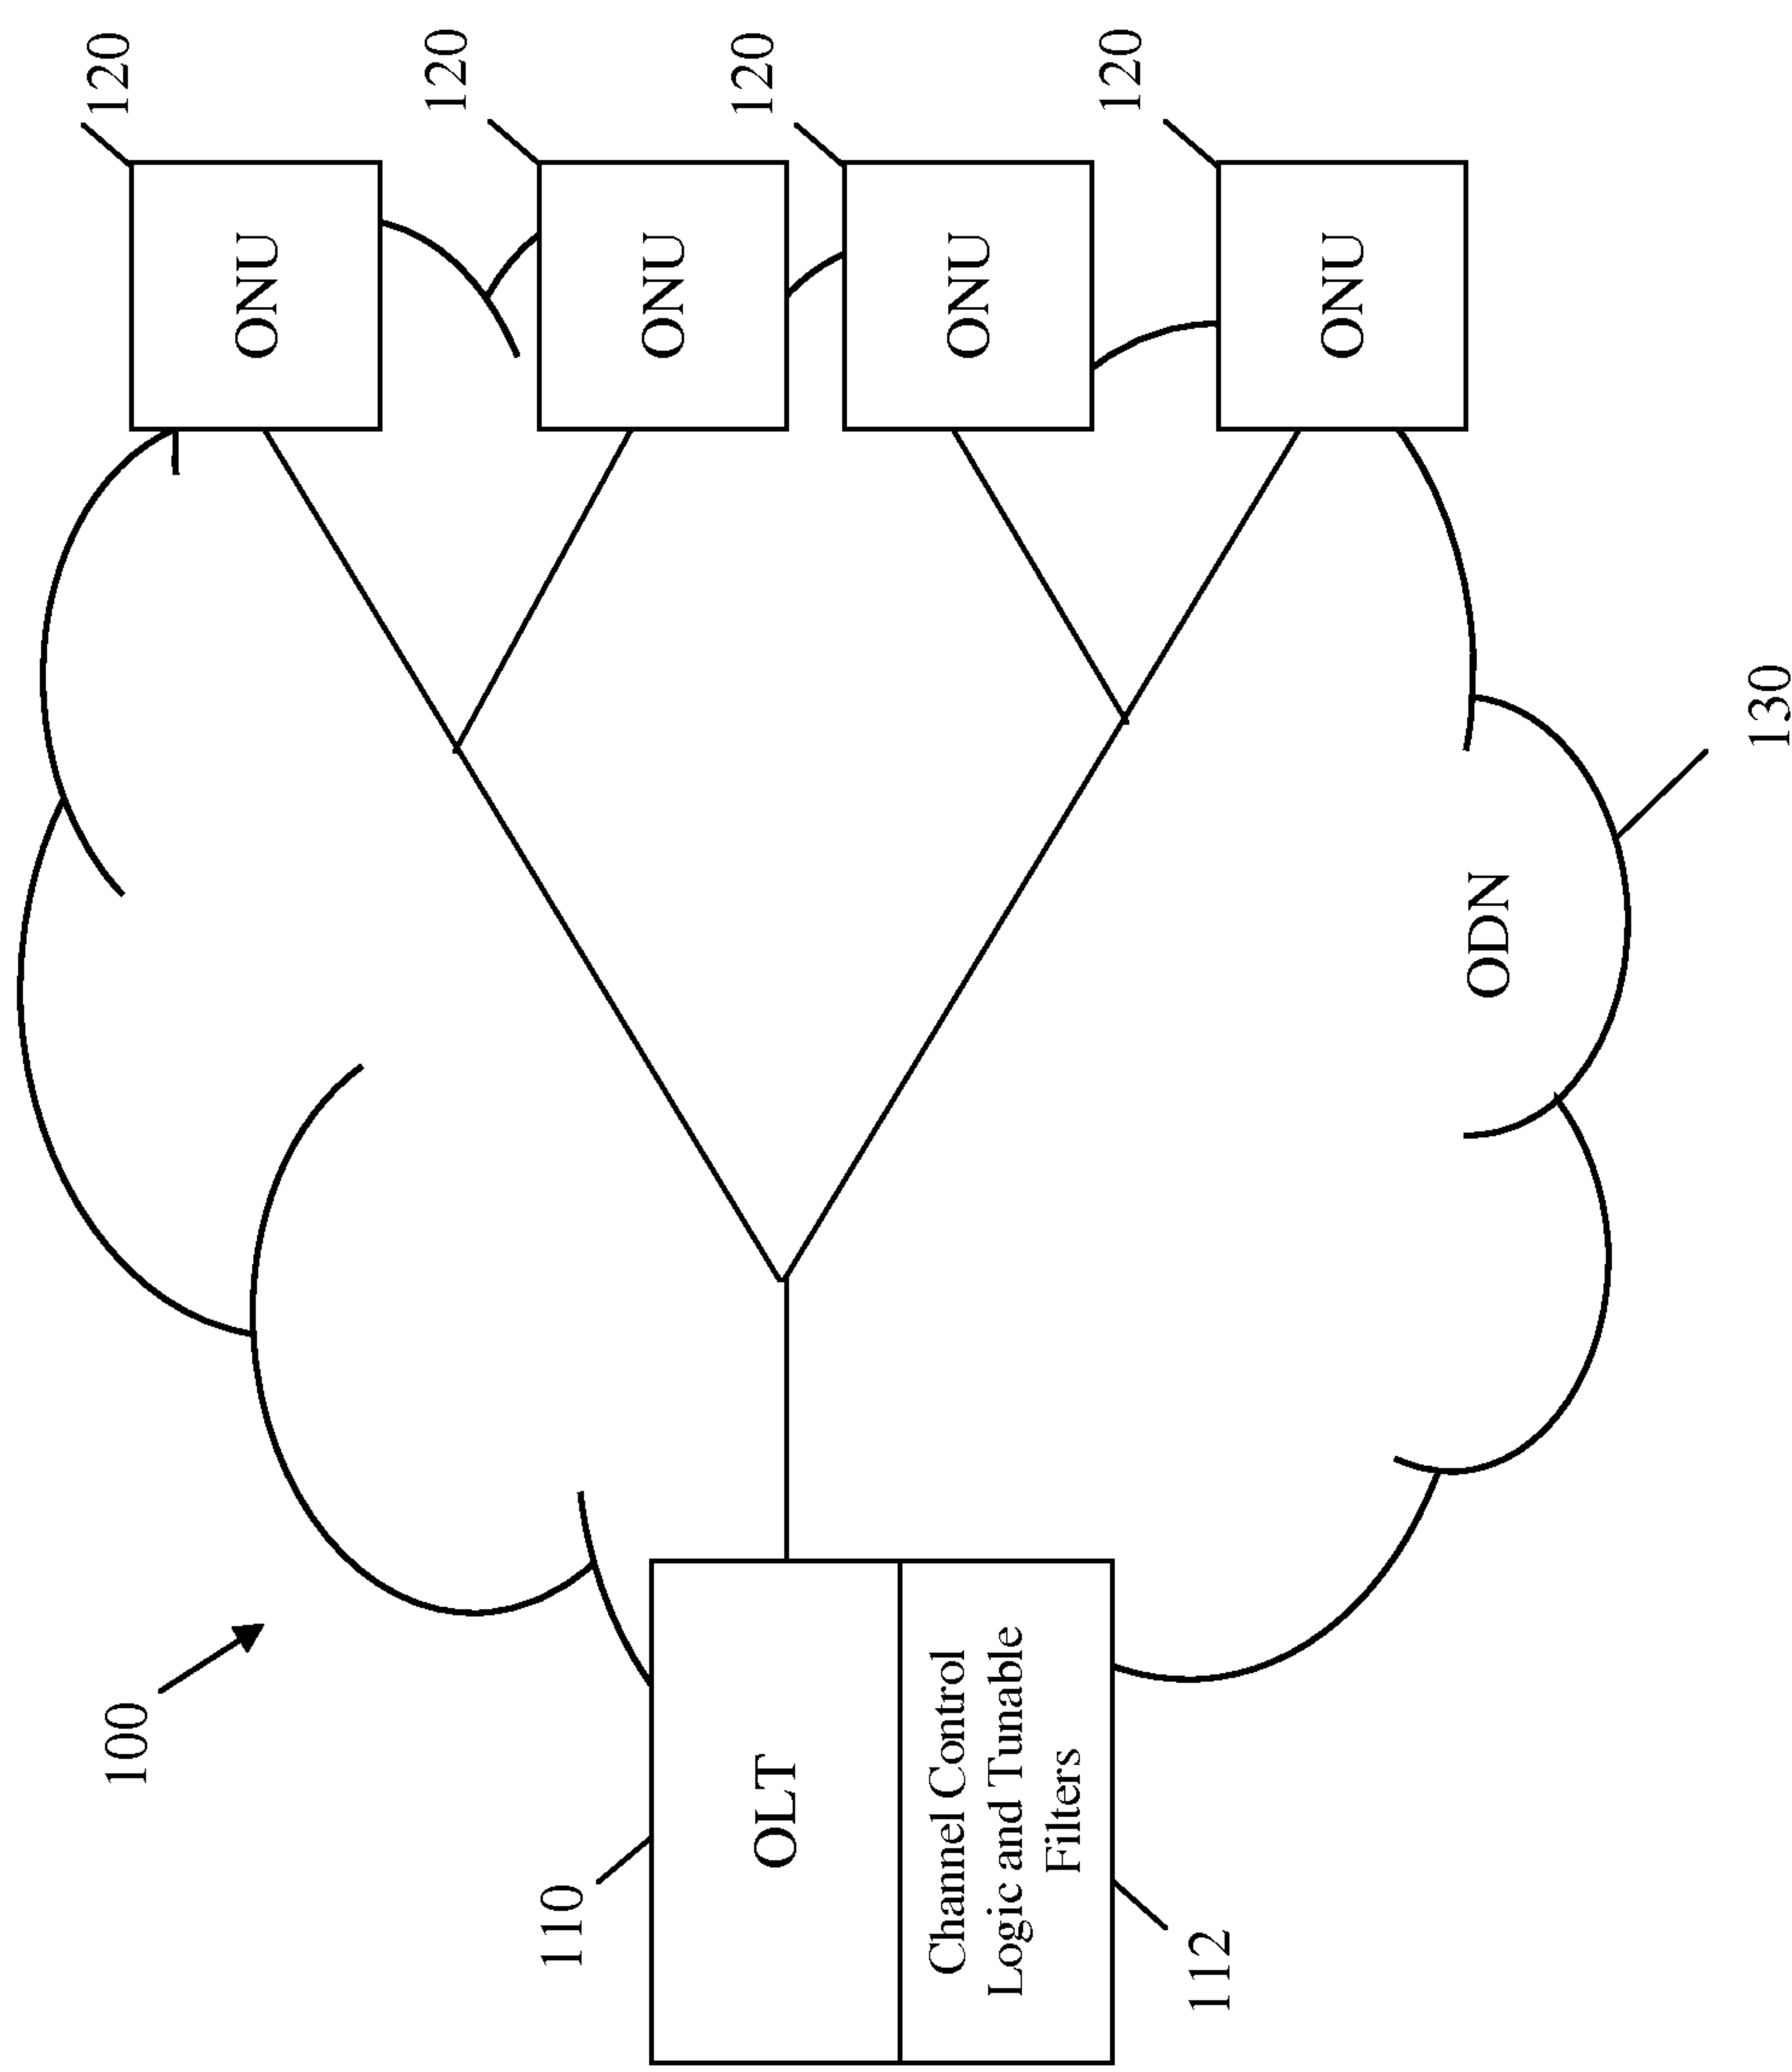 100
110
OLT
Channel Control
Logic and Tunable
Filters
112
ODN
130
ONU
120
ONU
120
ONU
120
ONU
120